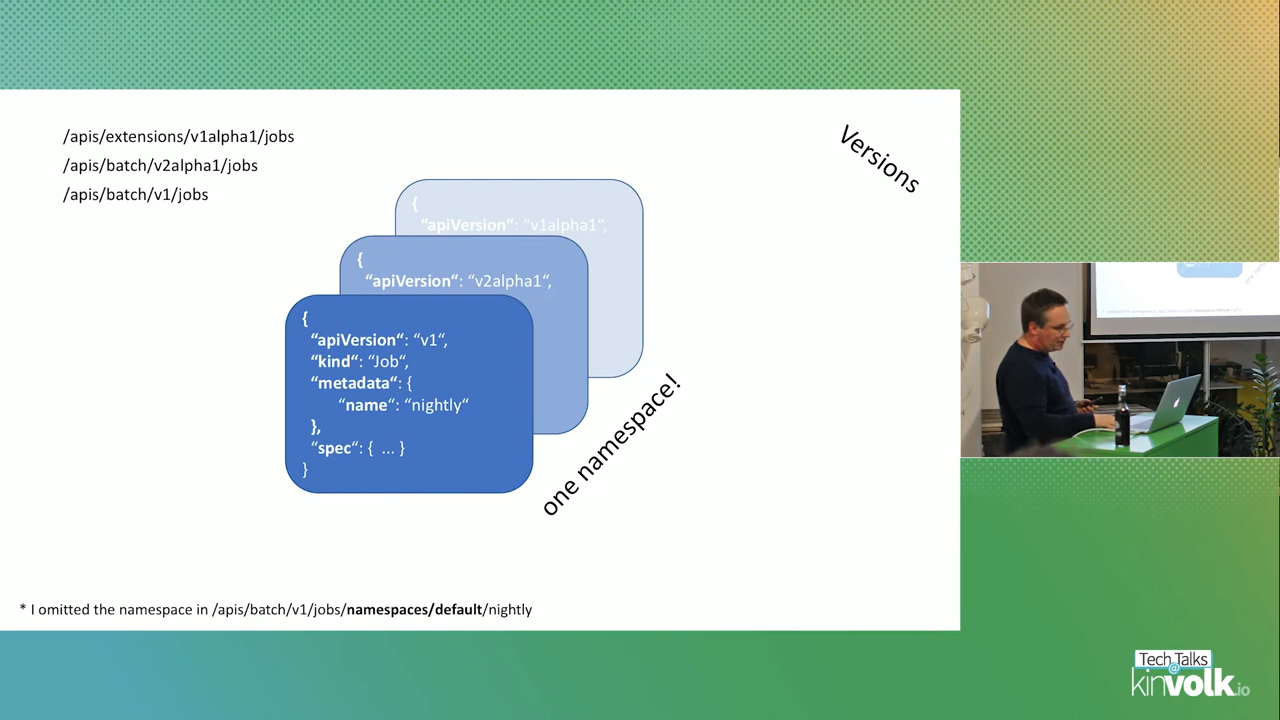 /apis/extensions/v1alpha1/jobs
/apis/batch/v2alpha1/jobs
/apis/batch/v1/jobs
Versions
{
"apiVersion“: “v1alpha1“,
{
“apiVersion“: “v2alpha1“,
{
“apiVersion“: “v1“,
“kind“: “Job“,
“metadata“: {
“name“: “nightly“
},
“spec“: { ... }
}
one namespace!
* I omitted the namespace in /apis/batch/v1/jobs/namespaces/default/nightly
Tech Talks
@
kinvolk.io